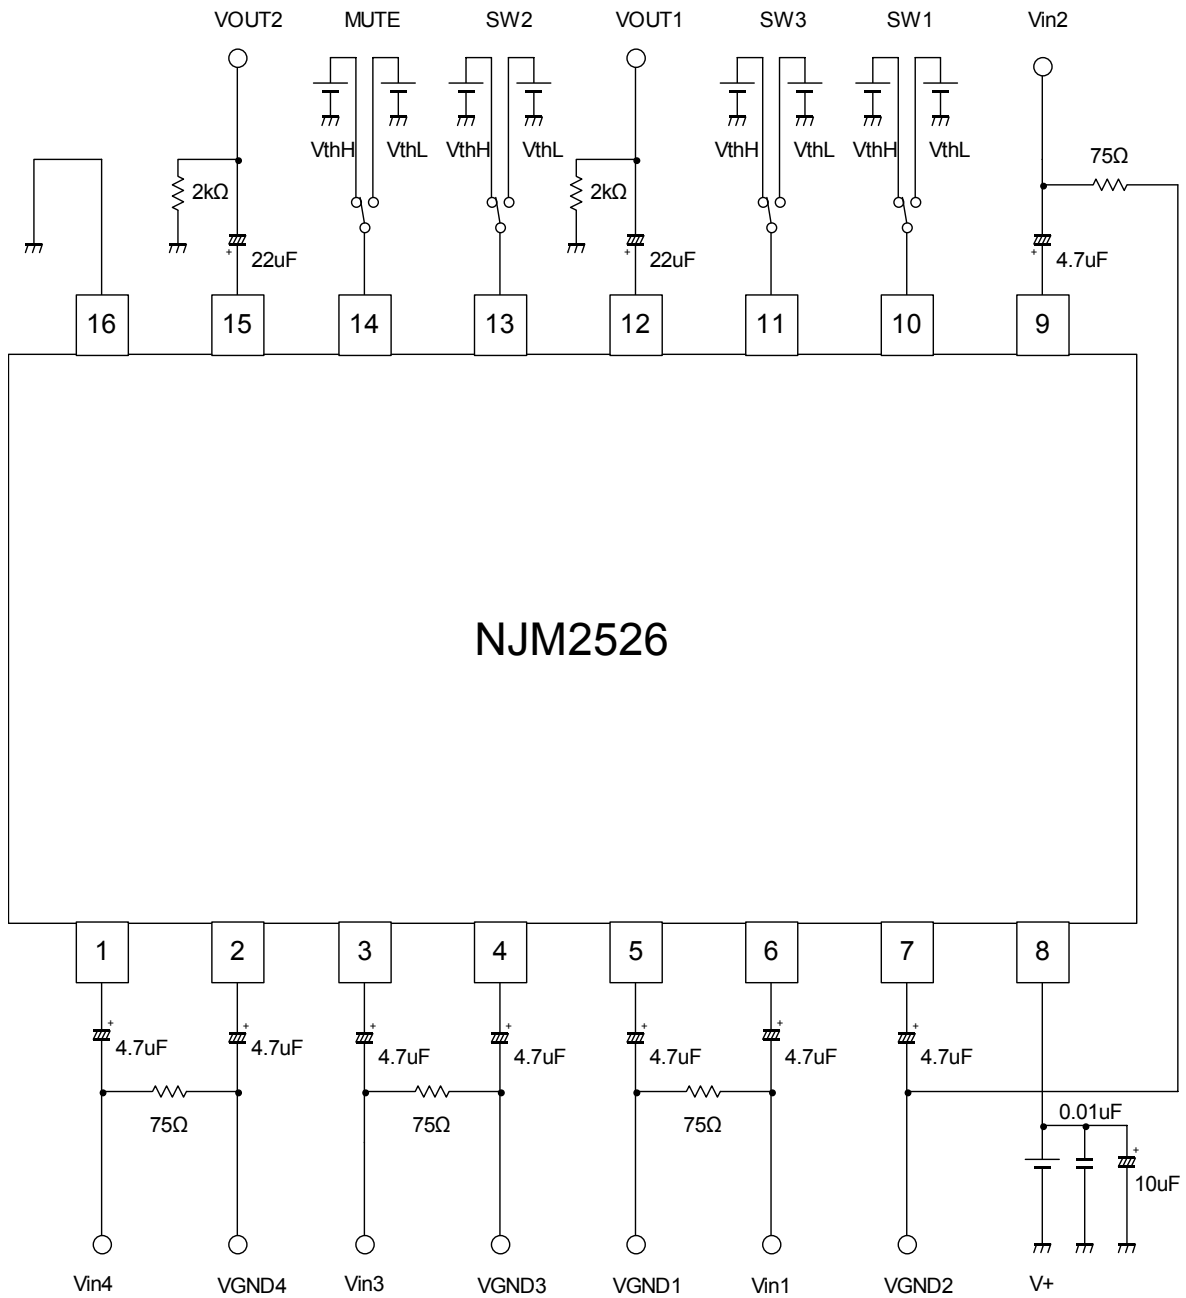 VOUT2 MUTE SW2 VOUT1 SW3 SW1 Vin2
VthH VthL VthH VthL VthH VthL VthH VthL 75Ω
2kΩ 2kΩ
+ 22uF + 22uF + 4.7uF
16 15 14 13 12 11 10 9
NJM2526
1 2 3 4 5 6 7 8
+ + + + + + +
4.7uF 4.7uF 4.7uF 4.7uF 4.7uF 4.7uF 4.7uF
75Ω 75Ω 75Ω 0.01uF
+
10uF
Vin4 VGND4 Vin3 VGND3 VGND1 Vin1 VGND2 V+